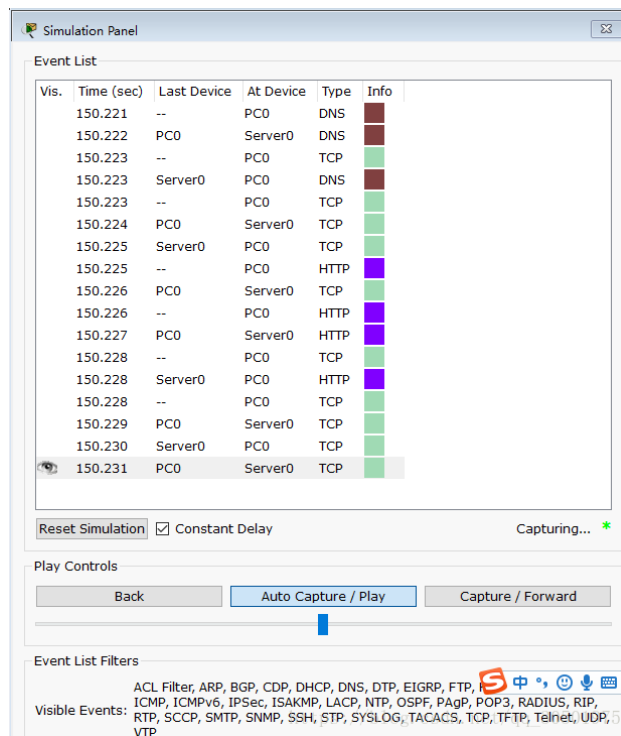 Simulation Panel
Event List
Vis. Time (sec) Last Device At Device Type Info
150.221 -- PC0 DNS
150.222 PC0 Server0 DNS
150.223 -- PC0 TCP
150.223 Server0 PC0 DNS
150.223 -- PC0 TCP
150.224 PC0 Server0 TCP
150.225 Server0 PC0 TCP
150.225 -- PC0 HTTP
150.226 PC0 Server0 TCP
150.226 -- PC0 HTTP
150.227 PC0 Server0 HTTP
150.228 -- PC0 TCP
150.228 Server0 PC0 HTTP
150.228 -- PC0 TCP
150.229 PC0 Server0 TCP
150.230 Server0 PC0 TCP
150.231 PC0 Server0 TCP
Reset Simulation Constant Delay Capturing... *
Play Controls
Back Auto Capture / Play Capture / Forward
Event List Filters
S 中
ACL Filter, ARP, BGP, CDP, DHCP, DNS, DTP, EIGRP, FTP,
ICMP, ICMPv6, IPSec, ISAKMP, LACP, NTP, OSPF, PAgP, POP3, RADIUS, RIP,
Visible Events: RTP, SCCP, SMTP, SNMP, SSH, STP, SYSLOG, TACACS, TCP, TFTP, Telnet, UDP,
VTP